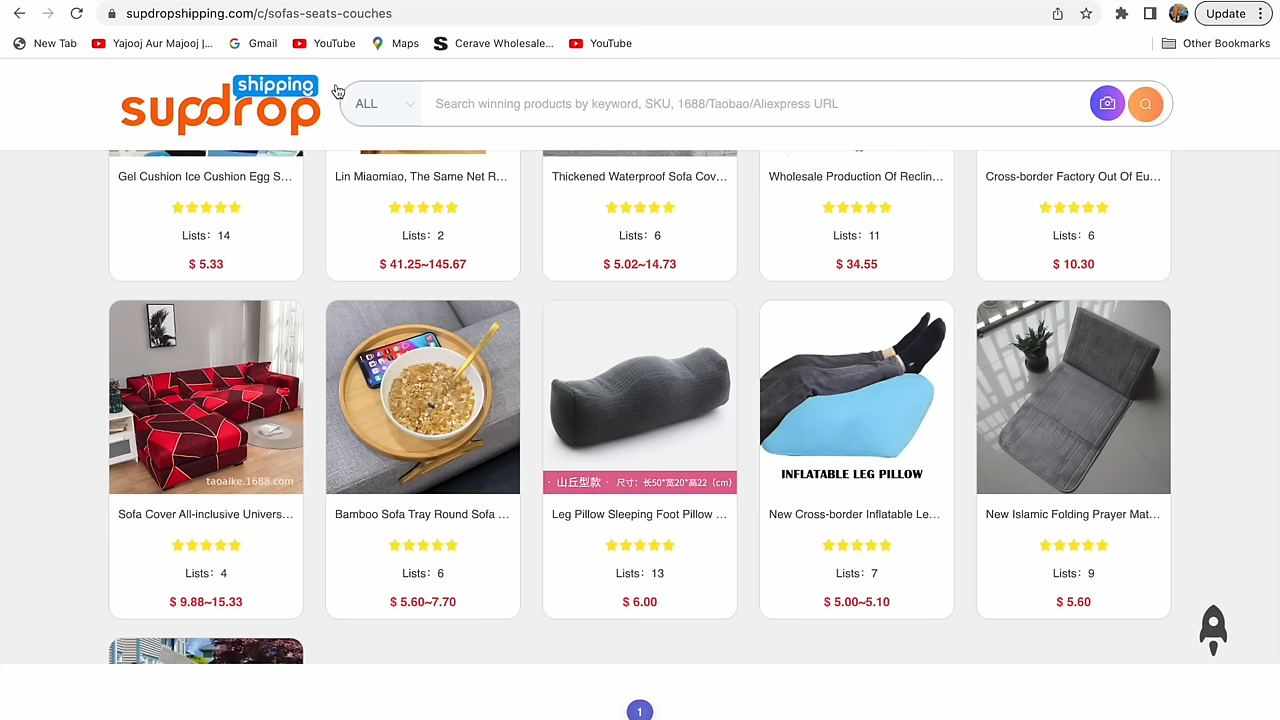 supdropshipping.com/c/sofas-seats-couches
Update
New Tab
Yajooj Aur Majooj |...
Gmail
YouTube
Maps
Cerave Wholesale...
YouTube
Other Bookmarks
shipping
supdrop
ALL
Search winning products by keyword, SKU, 1688/Taobao/Aliexpress URL
Gel Cushion Ice Cushion Egg S...
Lin Miaomiao, The Same Net R...
Thickened Waterproof Sofa Cov...
Wholesale Production Of Reclin...
Cross-border Factory Out Of Eu...
Lists：14
Lists：2
Lists：6
Lists：11
Lists：6
$ 5.33
$ 41.25~145.67
$ 5.02~14.73
$ 34.55
$ 10.30
taoaike.1688.com
· 山丘型款 · 尺寸：长50*宽20*高22（cm）
INFLATABLE LEG PILLOW
Sofa Cover All-inclusive Univers...
Bamboo Sofa Tray Round Sofa ...
Leg Pillow Sleeping Foot Pillow ...
New Cross-border Inflatable Le...
New Islamic Folding Prayer Mat...
Lists：4
Lists：6
Lists：13
Lists：7
Lists：9
$ 9.88~15.33
$ 5.60~7.70
$ 6.00
$ 5.00~5.10
$ 5.60
1